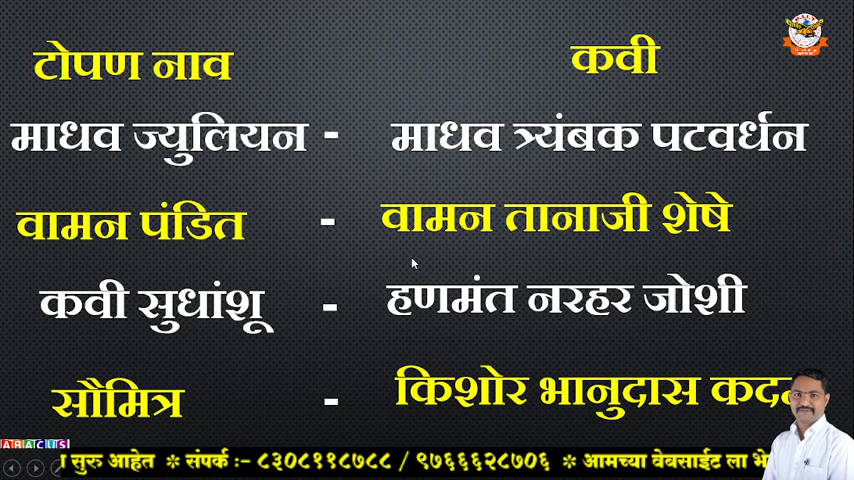 टोपण नाव कवी
माधव ज्युलियन - माधव त्र्यंबक पटवर्धन
वामन पंडित - वामन तानाजी शेषे
कवी सुधांशू - हणमंत नरहर जोशी
सौमित्र - किशोर भानुदास
ABACUS
सुरु आहेत * संपर्क :- ८३०८९९८७८८ / ९७६६६२८७०६ * आमच्या वेबसाईट ला